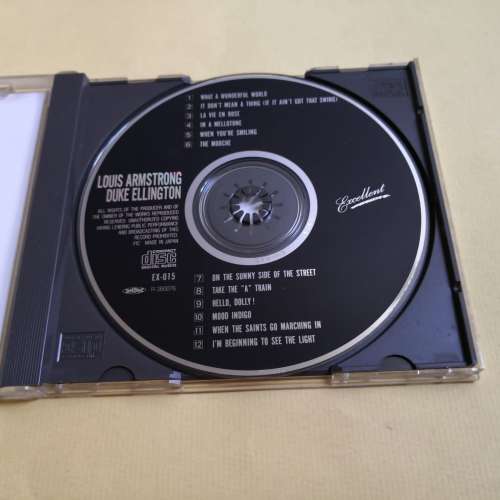 1 WHAT A WONDERFUL WORLD
2 IT DON'T MEAN A THING (IF IT AIN'T GOT THAT SWING)
3 LA VIE EN ROSE
4 IN A MELLOTONE
5 WHEN YOU'RE SMILING
6 THE MOOCHE
LOUIS ARMSTRONG
DUKE ELLINGTON
ALL RIGHTS OF THE PRODUCER AND OF
THE OWNER OF THE WORKS REPRODUCED
RESERVED. UNAUTHORIZED COPYING
HIRING LENDING PUBLIC PERFORMANCE
AND BROADCASTING OF THIS
RECORD PROHIBITED.
MADE IN JAPAN
Excellent
COMPACT
disc
DIGITAL AUDIO
EX-015
7 ON THE SUNNY SIDE OF THE STREET
8 TAKE THE "A" TRAIN
9 HELLO, DOLLY!
10 MOOD INDIGO
11 WHEN THE SAINTS GO MARCHING IN
12 I'M BEGINNING TO SEE THE LIGHT